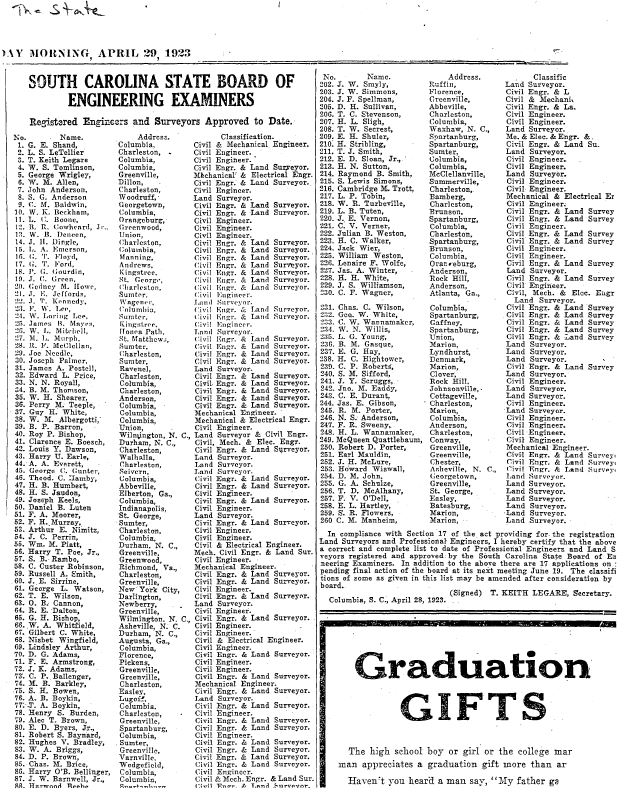 The State
DAY MORNING, APRIL 29, 1923
SOUTH CAROLINA STATE BOARD OF
ENGINEERING EXAMINERS
Registered Engineers and Surveyors Approved to Date.
No. Name. Address. Classification.
1. G. E. Shand, Columbia, Civil & Mechanical Engineer.
2. L. S. LeTellier, Charleston, Civil Engineer.
3. T. Keith Legare Columbia, Civil Engineer.
4. W. S. Tomlinson, Columbia, Civil Engr. & Land Surveyor.
5. George Wrigley, Greenville, Mechanical & Electrical Engr.
6. W. M. Allen, Dillon, Civil Engr. & Land Surveyor.
7. John Anderson, Charleston, Civil Engineer.
8. S. G. Anderson Woodruff, Land Surveyor.
9. C. M. Baldwin, Georgetown, Civil Engr. & Land Surveyor.
10. W. K. Beckham, Columbia, Civil Engr. & Land Surveyor.
11. L. C. Boone, Orangeburg, Civil Engineer.
12. B. R. Cowherd, Jr., Greenwood, Civil Engineer.
13. W. B. Deneen, Union, Civil Engineer.
14. J. H. Dingle, Charleston, Civil Engr. & Land Surveyor.
15. L. A. Emerson, Columbia, Civil Engr. & Land Surveyor.
16. C. T. Floyd, Manning, Civil Engr. & Land Surveyor.
17. G. T. Ford, Andrews, Civil Engr. & Land Surveyor.
18. P. G. Gourdin, Kingstree, Civil Engr. & Land Surveyor.
19. J. C. Green, St. George, Civil Engr. & Land Surveyor.
20. Gedney M. Howe, Charleston, Civil Engr. & Land Surveyor.
21. J. E. Jeffords, Sumter, Civil Engineer.
22. J. T. Kennedy, Wagener, Land Surveyor.
23. F. W. Lee, Columbia, Civil Engr. & Land Surveyor.
24. W. Loring Lee, Sumter, Civil Engr. & Land Surveyor.
25. James B. Mayes, Kingstree, Civil Engineer.
26. W. L. Mitchell, Honea Path, Land Surveyor.
27. M. L. Morph, St. Matthews, Civil Engr. & Land Surveyor.
28. R. F. McClellan, Sumter, Civil Engr. & Land Surveyor.
29. Joe Needle, Charleston, Civil Engr. & Land Surveyor.
30. Joseph Palmer, Sumter, Civil Engr. & Land Surveyor.
31. James A. Postell, Ravenel, Land Surveyor.
32. Edward L. Price, Charleston, Civil Engr. & Land Surveyor.
33. N. N. Royall, Columbia, Civil Engr. & Land Surveyor.
34. B. M. Thomson, Columbia, Civil Engr. & Land Surveyor.
35. W. H. Shearer, Anderson, Civil Engr. & Land Surveyor.
36. Perry M. Teeple, Columbia, Civil Engr. & Land Surveyor.
37. Guy H. White, Columbia, Mechanical Engineer.
38. W. M. Albergotti, Columbia, Mechanical & Electrical Engr.
39. B. P. Barron, Union, Civil Engineer.
40. Roy P. Bishop, Wilmington, N. C., Land Surveyor & Civil Engr.
41. Clarence E. Boesch, Durham, N. C., Civil, Mech. & Elec. Engr.
42. Louis Y. Dawson, Charleston, Civil Engr. & Land Surveyor.
43. Harry U. Earle, Walhalla, Civil Engr. & Land Surveyor.
44. A. A. Everett, Charleston, Land Surveyor.
45. George C. Gunter, Seivern, Land Surveyor.
46. Theod. C. Hamby, Columbia, Civil Engr. & Land Surveyor.
47. H. B. Humbert, Abbeville, Civil Engr. & Land Surveyor.
48. H. S. Jaudon, Elberton, Ga., Civil Engineer.
49. Joseph Keels, Columbia, Civil Engr. & Land Surveyor.
50. Daniel B. Luten Indianapolis, Civil Engineer.
51. F. A. Moorer, St. George, Land Surveyor.
52. F. H. Murray, Sumter, Civil Engr. & Land Surveyor.
53. Arthur E. Nimitz, Charleston, Civil Engineer.
54. J. C. Perrin, Columbia, Civil Engineer.
55. Wm. M. Piatt, Durham, N. C., Civil & Electrical Engineer.
56. Harry T. Poe, Jr., Greenville, Mech. Civil Engr. & Land Sur.
57. S. B. Rambo, Greenwood, Civil Engineer.
58. C. Custer Robinson, Richmond, Va., Mechanical Engineer.
59. Russell A. Smith, Charleston, Civil Engr. & Land Surveyor.
60. J. E. Sirrine, Greenville, Civil Engr. & Land Surveyor.
61. George L. Watson, New York City, Civil Engineer.
62. T. E. Wilson, Darlington, Civil Engr. & Land Surveyor.
63. O. B. Cannon, Newberry, Land Surveyor.
64. R. E. Dalton, Greenville, Civil Engr. & Land Surveyor.
65. G. H. Bishop, Wilmington, N. C., Civil Engr. & Land Surveyor.
66. W. A. Whitfield, Asheville, N. C. Civil Engineer.
67. Gilbert C. White, Durham, N. C., Civil Engineer.
68. Nisbet Wingfield, Augusta, Ga., Civil & Electrical Engineer.
69. Lindsley Arthur, Columbia, Civil Engineer.
70. D. G. Adams, Florence, Civil Engr. & Land Surveyor.
71. F. E. Armstrong, Pickens, Civil Engr. & Land Surveyor.
72. J. K. Adams, Greenville, Civil Engr. & Land Surveyor.
73. C. P. Ballenger, Greenville, Civil Engr. & Land Surveyor.
74. M. B. Barkley, Charleston, Mechanical Engineer.
75. S. H. Bowen, Easley, Civil Engr. & Land Surveyor.
76. A. B. Boykin, Lugoff, Land Surveyor.
77. J. A. Boykin, Columbia, Civil Engr. & Land Surveyor.
78. Henry S. Burden, Charleston, Civil Engineer.
79. Alec T. Brown, Greenville, Civil Engr. & Land Surveyor.
80. E. D. Byers, Jr., Spartanburg, Civil Engr. & Land Surveyor.
81. Robert S. Baynard, Columbia, Civil Engineer.
82. Hughes V. Bradley, Sumter, Civil Engr. & Land Surveyor.
83. W. A. Briggs, Greenville, Civil Engr. & Land Surveyor.
84. D. P. Brown, Varnville, Civil Engr. & Land Surveyor.
85. Chas. M. Brice, Wedgefield, Civil Engr. & Land Surveyor.
86. Harry O'B. Bellinger, Columbia, Civil Engineer.
87. J. W. Barnwell, Jr., Charleston, Civil & Mech. Engr. & Land Sur.
88. Harwood Beebe, Spartanburg
No. Name. Address. Classific
202. J. W. Smyly, Ruffin, Land Surveyor.
203. J. W. Simmons, Florence, Civil Engr. & L
204. J. F. Spellman, Greenville, Civil & Mechani
205. D. H. Sullivan, Abbeville, Civil Engr. & La.
206. T. C. Stevenson, Charleston, Civil Engineer.
207. H. L. Sligh, Columbia, Civil Engineer.
208. T. W. Secrest, Waxhaw, N. C., Land Surveyor.
209. E. H. Shuler, Spartanburg, Me. & Elec. & Engr.
210. H. Stribling, Spartanburg, Civil Engr. & Land Su.
211. T. J. Smith, Sumter, Land Surveyor.
212. E. D. Sloan, Jr., Columbia, Civil Engineer.
213. H. N. Sutton, Columbia, Civil Engineer.
214. Raymond B. Smith, McClellanville, Land Surveyor.
215. S. Lewis Simons, Summerville, Civil Engineer.
216. Cambridge M. Trott, Charleston, Civil Engineer.
217. L. P. Tobin, Bamberg, Mechanical & Electrical Er
218. W. B. Turbeville, Charleston, Civil Engineer.
219. L. B. Tuten, Brunson, Civil Engr. & Land Survey
220. J. E. Vernon, Spartanburg, Civil Engr. & Land Survey
221. C. V. Verner, Columbia, Civil Engineer.
222. Julian B. Weston, Columbia, Civil Engr. & Land Survey
223. H. C. Walker, Spartanburg, Civil Engr. & Land Survey
224. Jack Wier, Brunson, Civil Engineer.
225. William Weston, Columbia, Civil Engineer.
226. Lenaire F. Wolfe, Orangeburg, Civil Engineer.
227. Jas. A. Winter, Anderson, Civil Engr. & Land Survey
228. H. H. White, Rock Hill, Civil Engr. & Land Survey
229. J. S. Williamson, Anderson, Civil Engineer.
230. C. F. Wagner, Atlanta, Ga., Civil, Mech. & Elec. Engr
Land Surveyor.
231. Chas. C. Wilson, Columbia, Civil Engr. & Land Survey
232. Geo. W. White, Spartanburg, Civil Engr. & Land Survey
233. C. W. Wannamaker, Gaffney, Civil Engr. & Land Survey
234. W. N. Willis, Spartanburg, Civil Engr. & Land Survey
235. L. G. Young, Union, Civil Engr. & Land Survey
236. B. M. Gasque, Marion, Land Surveyor.
237. E. G. Hay, Lyndhurst, Land Surveyor.
238. H. C. Hightower, Denmark, Land Surveyor.
239. C. P. Roberts, Marion, Civil Engr. & Land Survey
240. S. M. Sifford, Clover, Land Surveyor.
241. J. Y. Scruggs, Rock Hill, Civil Engineer.
242. Jno. M. Eaddy, Johnsonville, Land Surveyor.
243. C. E. Durant, Cottageville, Land Surveyor.
244. Jas. E. Gibson, Charleston, Civil Engineer.
245. B. M. Porter, Marion, Land Surveyor.
246. N. S. Anderson, Columbia, Civil Engineer.
247. F. R. Sweeny, Anderson, Civil Engineer.
248. H. L. Wannamaker, Charleston, Civil Engineer.
249. McQueen Quattlebaum, Conway, Civil Engineer.
250. Robert D. Porter, Greenville, Mechanical Engineer.
251. Earl Mauldin, Greenville, Civil Engr. & Land Survey
252. J. H. McLure, Chester, Civil Engr. & Land Survey
253. Howard Wiswall, Asheville, N. C., Civil Engr. & Land Survey
254. D. M. John, Georgetown, Land Surveyor.
255. G. A. Schulze, Greenville, Land Surveyor.
256. T. D. McAlhany, St. George, Land Surveyor.
257. F. V. O'Dell, Easley, Land Surveyor.
258. E. L. Hartley, Batesburg, Land Surveyor.
259. S. B. Flowers, Marion, Land Surveyor.
260 C. M. Manheim, Marion, Land Surveyor.
In compliance with Section 17 of the act providing for the registration
Land Surveyors and Professional Engineers, I hereby certify that the above
a correct and complete list to date of Professional Engineers and Land S
veyors registered and approved by the South Carolina State Board of En
neering Examiners. In addition to the above there are 17 applications on
pending final action of the board at its next meeting June 19. The classifi
tions of some as given in this list may be amended after consideration by
board.
(Signed) T. KEITH LEGARE, Secretary.
Columbia, S. C., April 28, 1923.
Graduation
GIFTS
The high school boy or girl or the college mar
man appreciates a graduation gift more than ar
Haven't you heard a man say, "My father ga